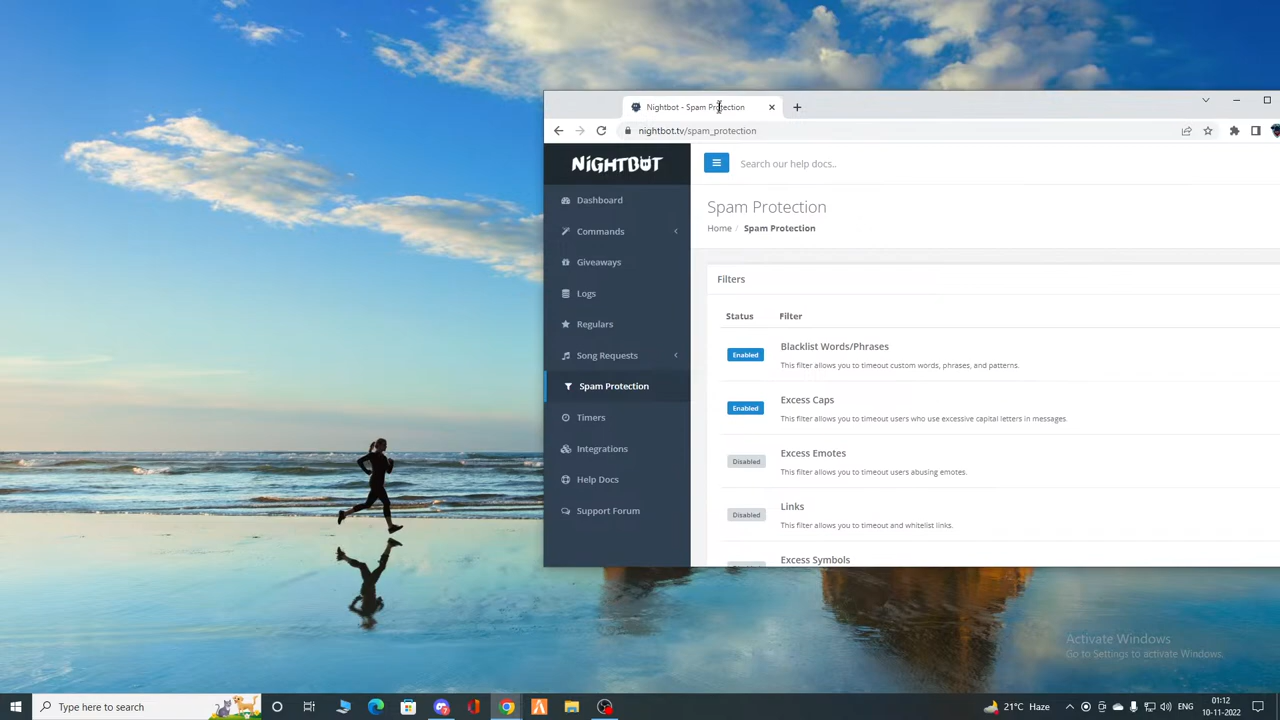 Nightbot - Spam Protection
nightbot.tv/spam_protection
NIGHTBOT
Search our help docs..
Dashboard
Commands
Giveaways
Logs
Regulars
Song Requests
Spam Protection
Timers
Integrations
Help Docs
Support Forum
Spam Protection
Home / Spam Protection
Filters
Status Filter
Enabled Blacklist Words/Phrases
This filter allows you to timeout custom words, phrases, and patterns.
Enabled Excess Caps
This filter allows you to timeout users who use excessive capital letters in messages.
Disabled Excess Emotes
This filter allows you to timeout users abusing emotes.
Disabled Links
This filter allows you to timeout and whitelist links.
Excess Symbols
Activate Windows
Go to Settings to activate Windows.
Type here to search
21°C Haze
ENG
01:12
10-11-2022